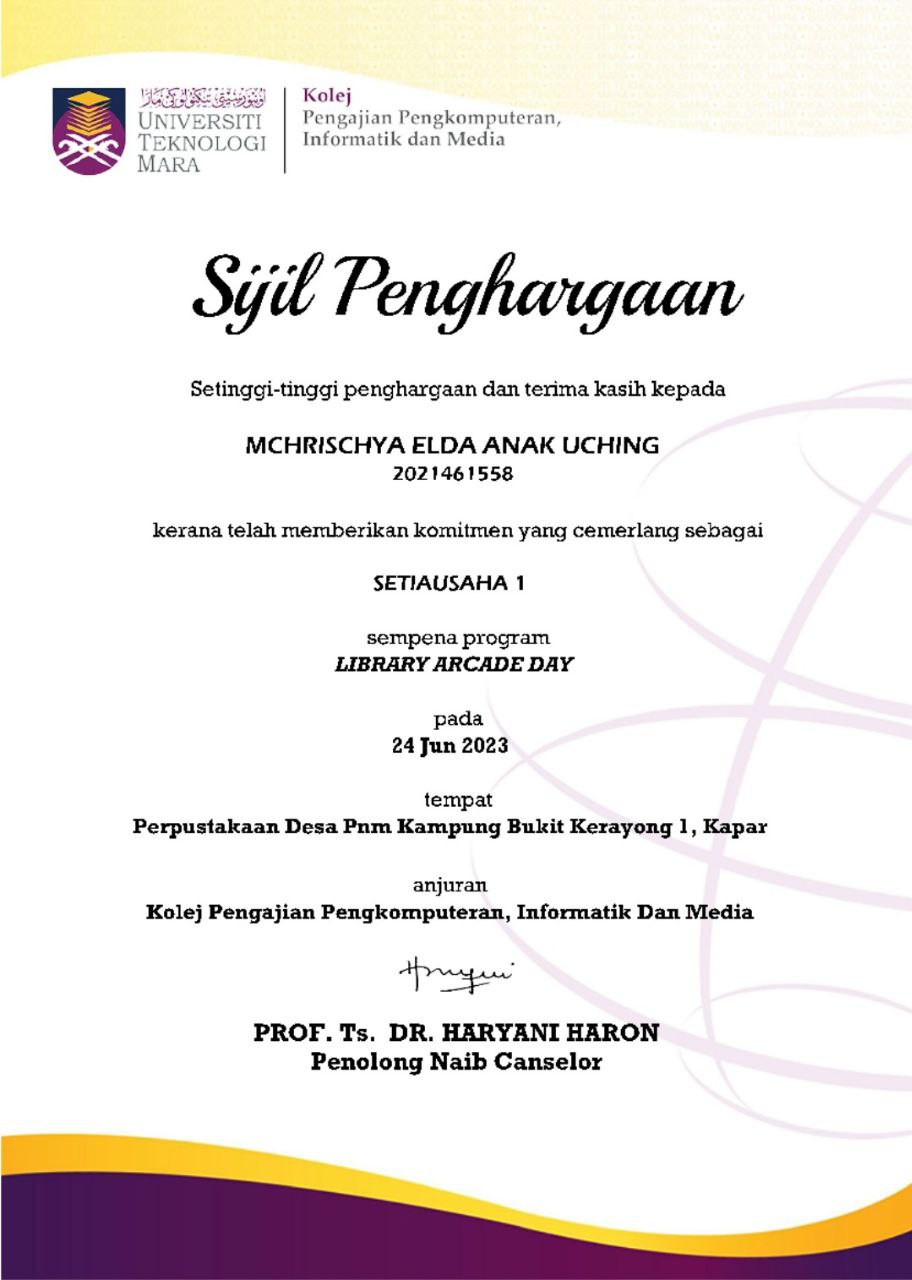 اونيۏرسيتي تيكنولوݢي مارا
UNIVERSITI
TEKNOLOGI
MARA
Kolej
Pengajian Pengkomputeran,
Informatik dan Media
Sijil Penghargaan
Setinggi-tinggi penghargaan dan terima kasih kepada
MCHRISCHYA ELDA ANAK UCHING
2021461558
kerana telah memberikan komitmen yang cemerlang sebagai
SETIAUSAHA 1
sempena program
LIBRARY ARCADE DAY
pada
24 Jun 2023
tempat
Perpustakaan Desa Pnm Kampung Bukit Kerayong 1, Kapar
anjuran
Kolej Pengajian Pengkomputeran, Informatik Dan Media
PROF. Ts. DR. HARYANI HARON
Penolong Naib Canselor